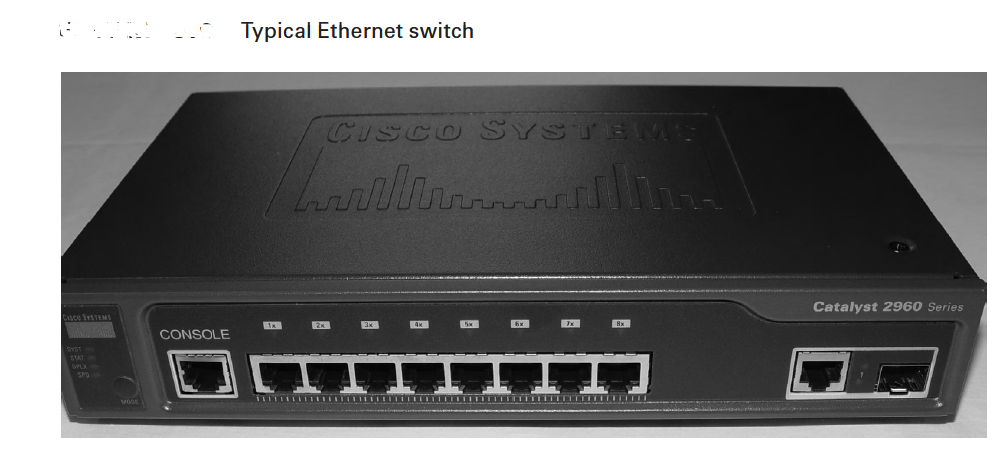 Typical Ethernet switch
CISCO SYSTEMS
Catalyst 2960 Series
CISCO SYSTEMS
CONSOLE
1x 2x 3x 4x 5x 6x 7x 8x
SYST
STAT
DPLX
SPD
1
MODE